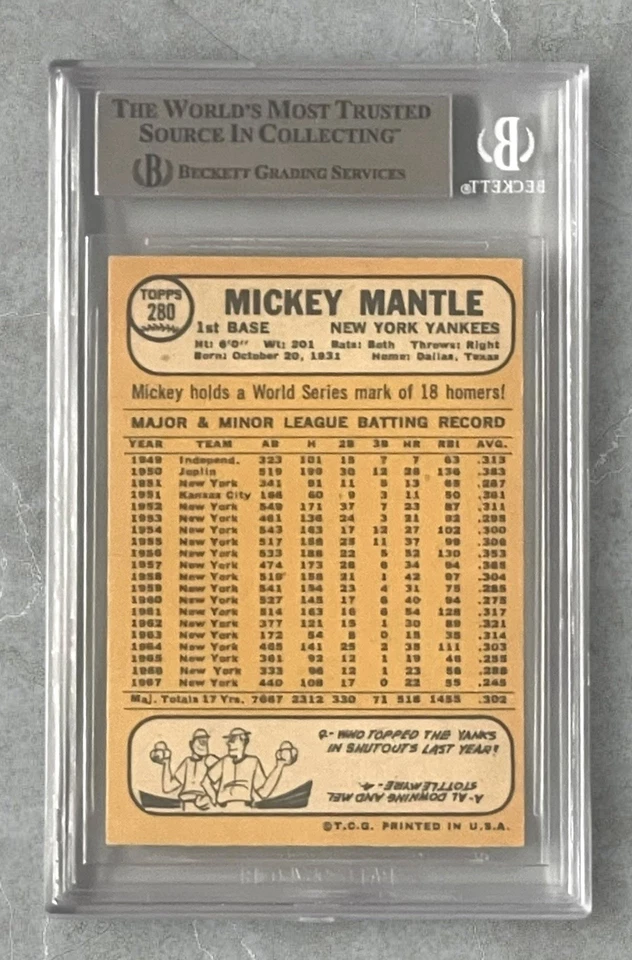 THE WORLD'S MOST TRUSTED
SOURCE IN COLLECTING™
B BECKETT GRADING SERVICES
B
BECKETT®
TOPPS
280
MICKEY MANTLE
1st BASE NEW YORK YANKEES
Ht: 6'0" Wt: 201 Bats: Both Throws: Right
Born: October 20, 1931 Home: Dallas, Texas
Mickey holds a World Series mark of 18 homers!
MAJOR & MINOR LEAGUE BATTING RECORD
YEAR TEAM AB H 2B 3B HR RBI AVG.
1949 Independ. 323 101 15 7 7 63 .313
1950 Joplin 519 199 30 12 26 136 .383
1951 New York 341 91 11 5 13 65 .267
1951 Kansas City 166 60 9 3 11 50 .361
1952 New York 549 171 37 7 23 87 .311
1953 New York 461 136 24 3 21 92 .295
1954 New York 543 163 17 12 27 102 .300
1955 New York 517 158 25 11 37 99 .306
1956 New York 533 188 22 5 52 130 .353
1957 New York 474 173 28 6 34 94 .365
1958 New York 519 158 21 1 42 97 .304
1959 New York 541 154 23 4 31 75 .285
1960 New York 527 145 17 6 40 94 .275
1961 New York 514 163 16 6 54 128 .317
1962 New York 377 121 15 1 30 89 .321
1963 New York 172 54 8 0 15 35 .314
1964 New York 465 141 25 2 35 111 .303
1965 New York 361 92 12 1 19 46 .255
1966 New York 333 96 12 1 23 56 .288
1967 New York 440 108 17 0 22 55 .245
Maj. Totals 17 Yrs. 7667 2312 330 71 518 1455 .302
Q- WHO TOPPED THE YANKS
IN SHUTOUTS LAST YEAR?
A- AL DOWNING AND MEL
STOTTLEMYRE - 4
©T.C.G. PRINTED IN U.S.A.